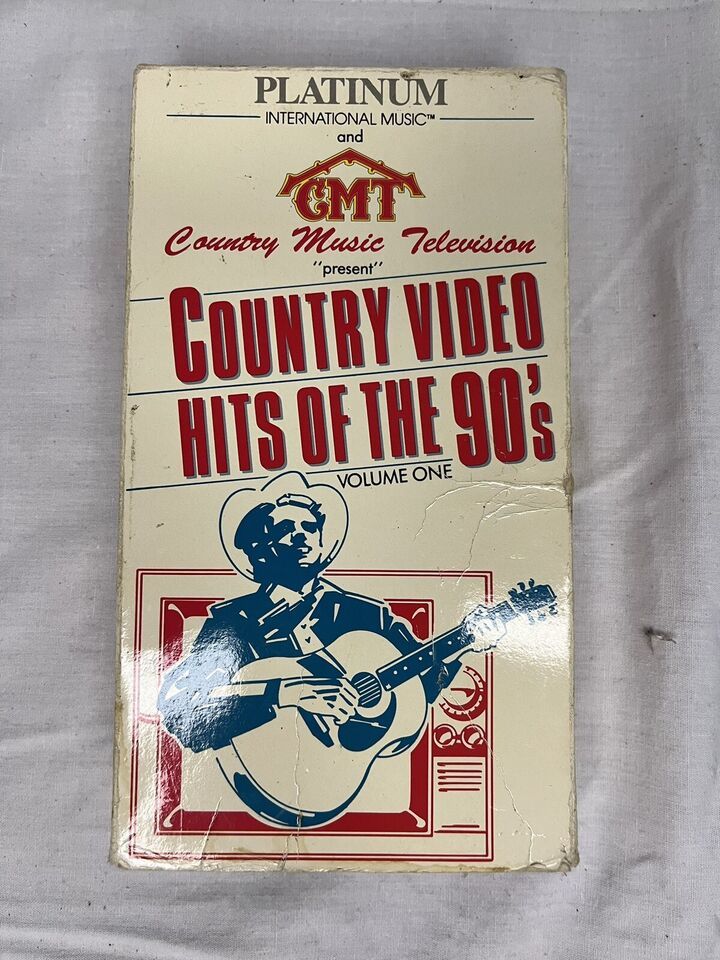 PLATINUM
INTERNATIONAL MUSIC™
and
CMT
Country Music Television
"present"
COUNTRY VIDEO
HITS OF THE 90's
VOLUME ONE